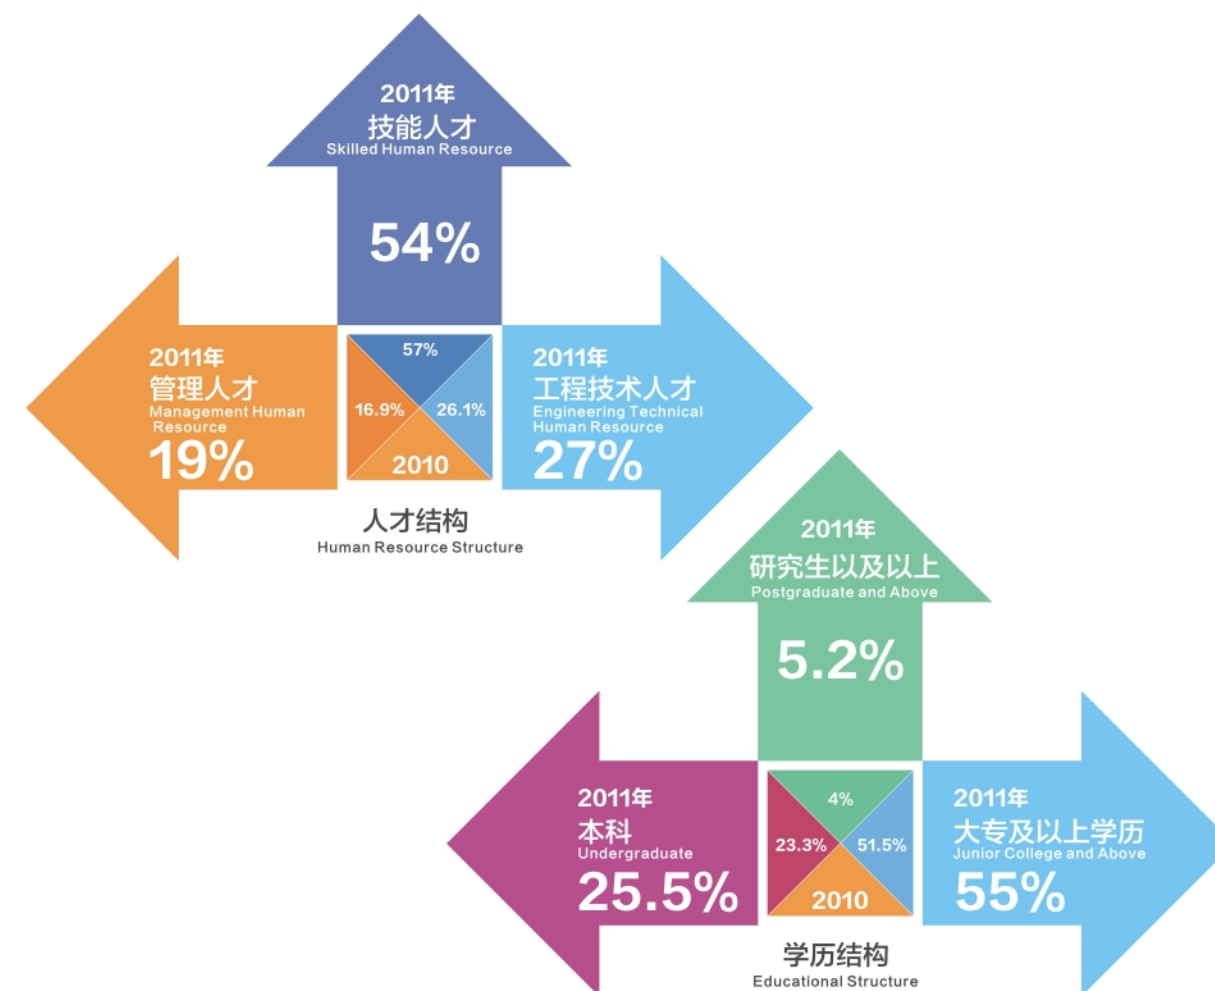 2011年
技能人才
Skilled Human Resource
54%
2011年
管理人才
Management Human
Resource
19%
57%
16.9%
26.1%
2010
2011年
工程技术人才
Engineering Technical
Human Resource
27%
人才结构
Human Resource Structure
2011年
研究生以及以上
Postgraduate and Above
5.2%
2011年
本科
Undergraduate
25.5%
4%
23.3%
51.5%
2010
2011年
大专及以上学历
Junior College and Above
55%
学历结构
Educational Structure